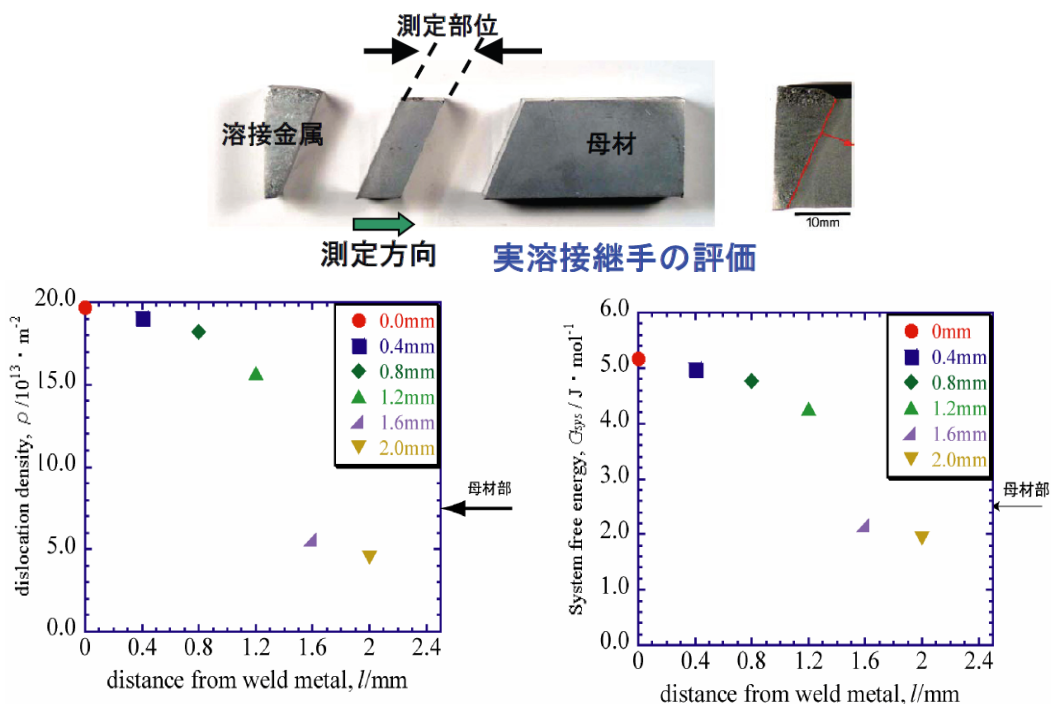 測定部位
溶接金属
母材
10mm
測定方向
実溶接継手の評価
dislocation density, ρ/10¹³・m⁻²
20.0
15.0
10.0
5.0
0.0
0
0.4
0.8
1.2
1.6
2
2.4
distance from weld metal, l/mm
0.0mm
0.4mm
0.8mm
1.2mm
1.6mm
2.0mm
母材部
System free energy, Gsys / J・mol⁻¹
6.0
5.0
4.0
3.0
2.0
1.0
0.0
0
0.4
0.8
1.2
1.6
2
2.4
distance from weld metal, l/mm
0mm
0.4mm
0.8mm
1.2mm
1.6mm
2.0mm
母材部